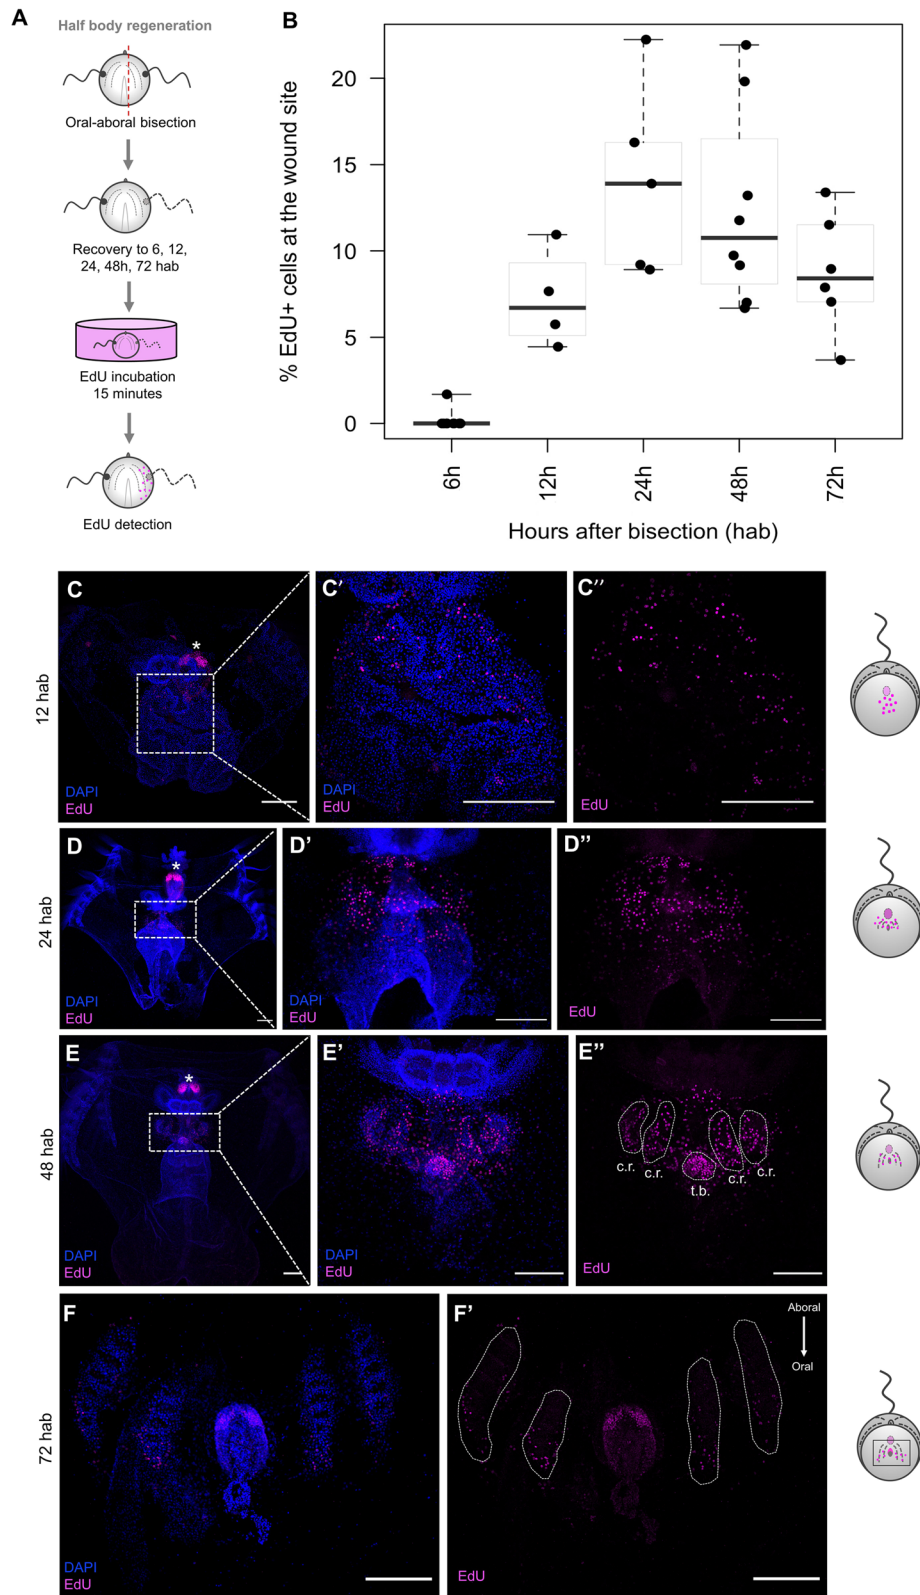 A
Half body regeneration
Oral-aboral bisection
Recovery to 6, 12,
24, 48h, 72 hab
EdU incubation
15 minutes
EdU detection
B
% EdU+ cells at the wound site
20
15
10
5
0
6h
12h
24h
48h
72h
Hours after bisection (hab)
12 hab
C
*
DAPI
EdU
C'
DAPI
EdU
C''
EdU
24 hab
D
*
DAPI
EdU
D'
DAPI
EdU
D''
EdU
48 hab
E
*
DAPI
EdU
E'
DAPI
EdU
E''
c.r.
c.r.
t.b.
c.r.
c.r.
EdU
72 hab
F
DAPI
EdU
F'
Aboral
Oral
EdU